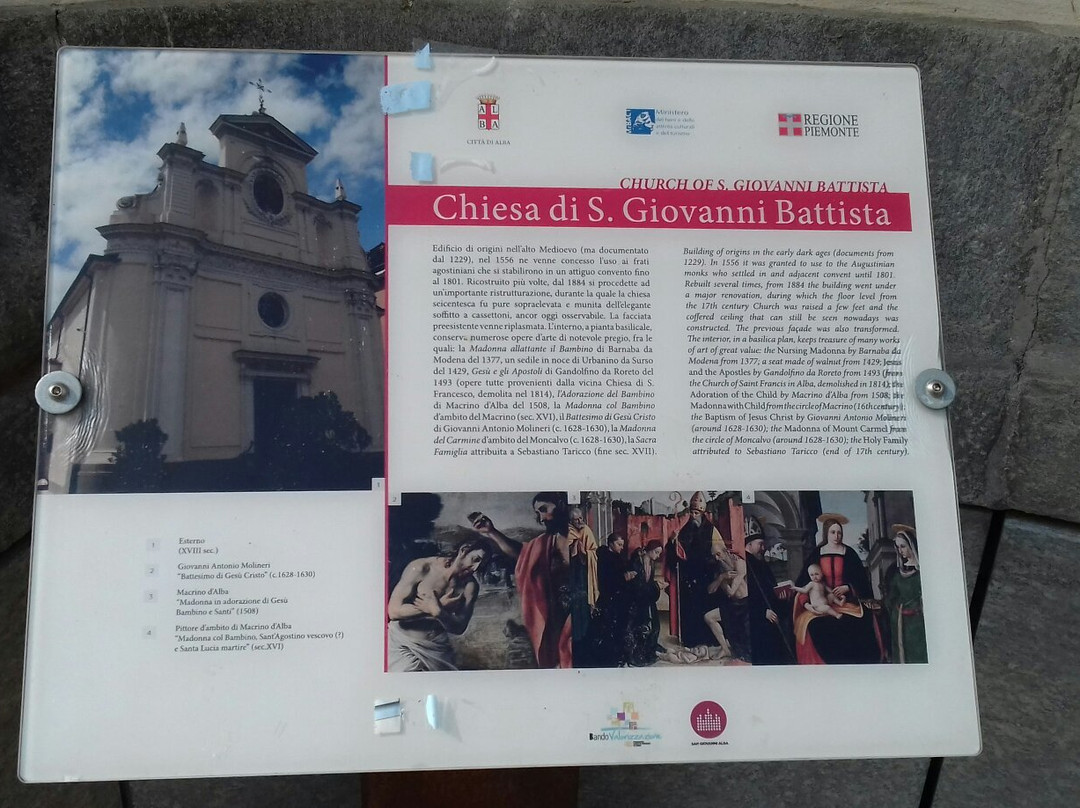 ALBA
CITTÀ DI ALBA
Ministero
dei beni e delle
attività culturali
e del turismo
REGIONE
PIEMONTE
CHURCH OF S. GIOVANNI BATTISTA
Chiesa di S. Giovanni Battista
Edificio di origini nell'alto Medioevo (ma documentato
dal 1229), nel 1556 ne venne concesso l'uso ai frati
agostiniani che si stabilirono in un attiguo convento fino
al 1801. Ricostruito più volte, dal 1884 si procedette ad
un'importante ristrutturazione, durante la quale la chiesa
seicentesca fu pure sopraelevata e munita dell'elegante
soffitto a cassettoni, ancor oggi osservabile. La facciata
preesistente venne riplasmata. L'interno, a pianta basilicale,
conserva numerose opere d'arte di notevole pregio, fra le
quali: la Madonna allattante il Bambino di Barnaba da
Modena del 1377, un sedile in noce di Urbanino da Surso
del 1429, Gesù e gli Apostoli di Gandolfino da Roreto del
1493 (opere tutte provenienti dalla vicina Chiesa di S.
Francesco, demolita nel 1814), l'Adorazione del Bambino
di Macrino d'Alba del 1508, la Madonna col Bambino
d'ambito del Macrino (sec. XVI), il Battesimo di Gesù Cristo
di Giovanni Antonio Molineri (c. 1628-1630), la Madonna
del Carmine d'ambito del Moncalvo (c. 1628-1630), la Sacra
Famiglia attribuita a Sebastiano Taricco (fine sec. XVII).
Building of origins in the early dark ages (documents from
1229). In 1556 it was granted to use to the Augustinian
monks who settled in and adjacent convent until 1801.
Rebuilt several times, from 1884 the building went under
a major renovation, during which the floor level from
the 17th century Church was raised a few feet and the
coffered ceiling that can still be seen nowadays was
constructed. The previous façade was also transformed.
The interior, in a basilica plan, keeps treasure of many works
of art of great value: the Nursing Madonna by Barnaba da
Modena from 1377; a seat made of walnut from 1429; Jesus
and the Apostles by Gandolfino da Roreto from 1493 (from
the Church of Saint Francis in Alba, demolished in 1814); the
Adoration of the Child by Macrino d'Alba from 1508; the
Madonna with Child from the circle of Macrino (16th century);
the Baptism of Jesus Christ by Giovanni Antonio Molineri
(around 1628-1630); the Madonna of Mount Carmel from
the circle of Moncalvo (around 1628-1630); the Holy Family
attributed to Sebastiano Taricco (end of 17th century).
1
2
3
4
1 Esterno
(XVIII sec.)
2 Giovanni Antonio Molineri
"Battesimo di Gesù Cristo" (c.1628-1630)
3 Macrino d'Alba
"Madonna in adorazione di Gesù
Bambino e Santi" (1508)
4 Pittore d'ambito di Macrino d'Alba
"Madonna col Bambino, Sant'Agostino vescovo (?)
e Santa Lucia martire" (sec.XVI)
BandoValorizzazione
SAN GIOVANNI ALBA